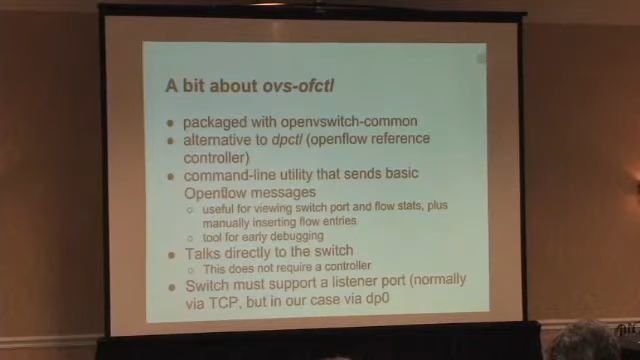 A bit about ovs-ofctl
● packaged with openvswitch-common
● alternative to dpctl (openflow reference
controller)
● command-line utility that sends basic
Openflow messages
○ useful for viewing switch port and flow stats, plus
manually inserting flow entries
○ tool for early debugging
● Talks directly to the switch
○ This does not require a controller
● Switch must support a listener port (normally
via TCP, but in our case via dp0